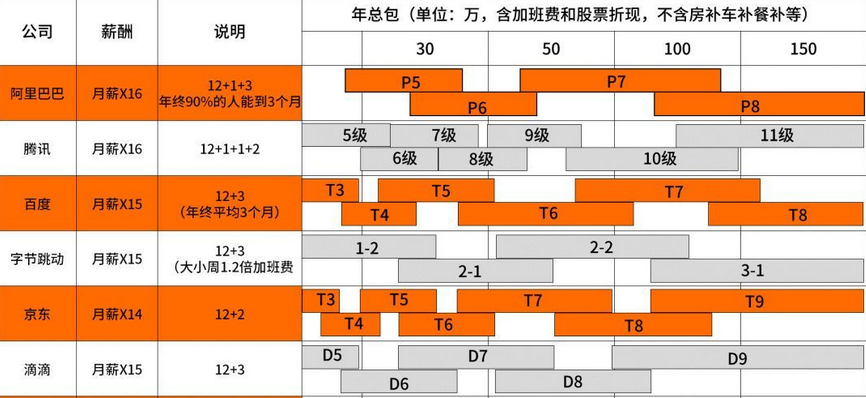 公司 薪酬 说明 年总包（单位：万，含加班费和股票折现，不含房补车补餐补等）
30 50 100 150
阿里巴巴 月薪X16 12+1+3
年终90%的人能到3个月
P5 P7
P6 P8
腾讯 月薪X16 12+1+1+2
5级 7级 9级 11级
6级 8级 10级
百度 月薪X15 12+3
（年终平均3个月）
T3 T5 T7
T4 T6 T8
字节跳动 月薪X15 12+3
（大小周1.2倍加班费
1-2 2-2
2-1 3-1
京东 月薪X14 12+2
T3 T5 T7 T9
T4 T6 T8
滴滴 月薪X15 12+3
D5 D7 D9
D6 D8